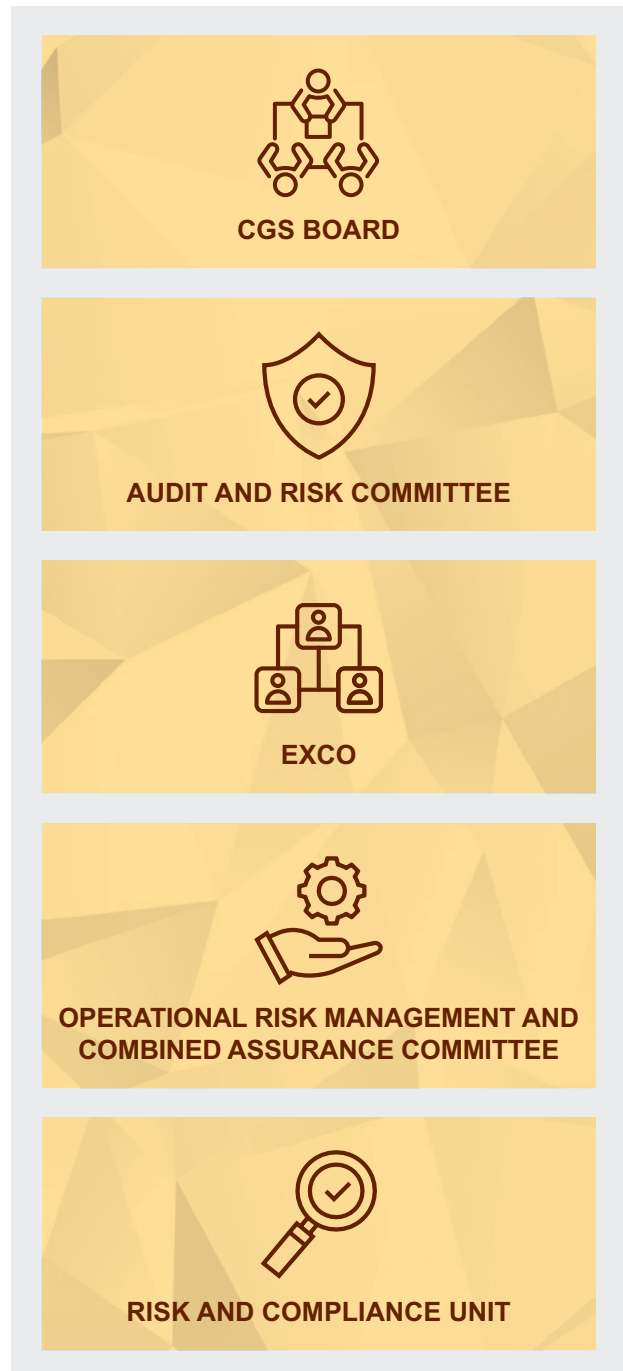 CGS BOARD
AUDIT AND RISK COMMITTEE
EXCO
OPERATIONAL RISK MANAGEMENT AND
COMBINED ASSURANCE COMMITTEE
RISK AND COMPLIANCE UNIT